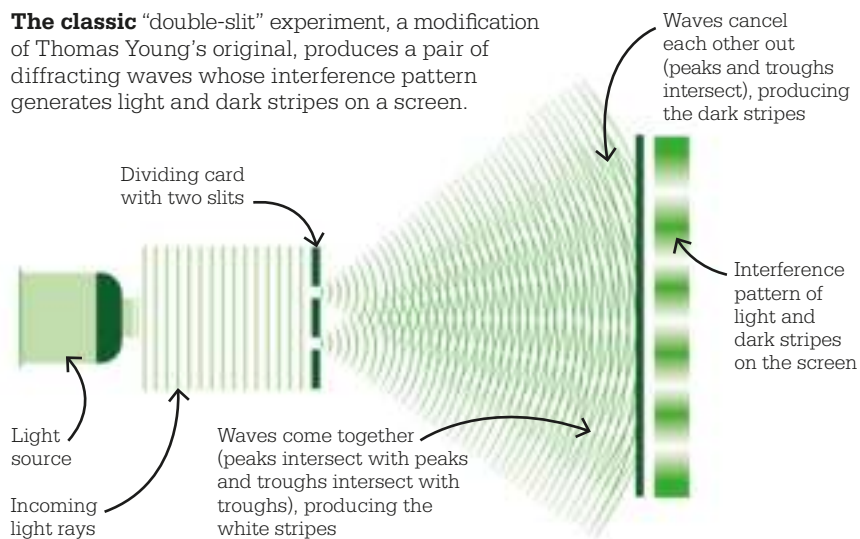 The classic “double-slit” experiment, a modification
of Thomas Young’s original, produces a pair of
diffracting waves whose interference pattern
generates light and dark stripes on a screen.
Waves cancel
each other out
(peaks and troughs
intersect), producing
the dark stripes
Dividing card
with two slits
Interference
pattern of
light and
dark stripes
on the screen
Light
source
Incoming
light rays
Waves come together
(peaks intersect with peaks
and troughs intersect with
troughs), producing the
white stripes